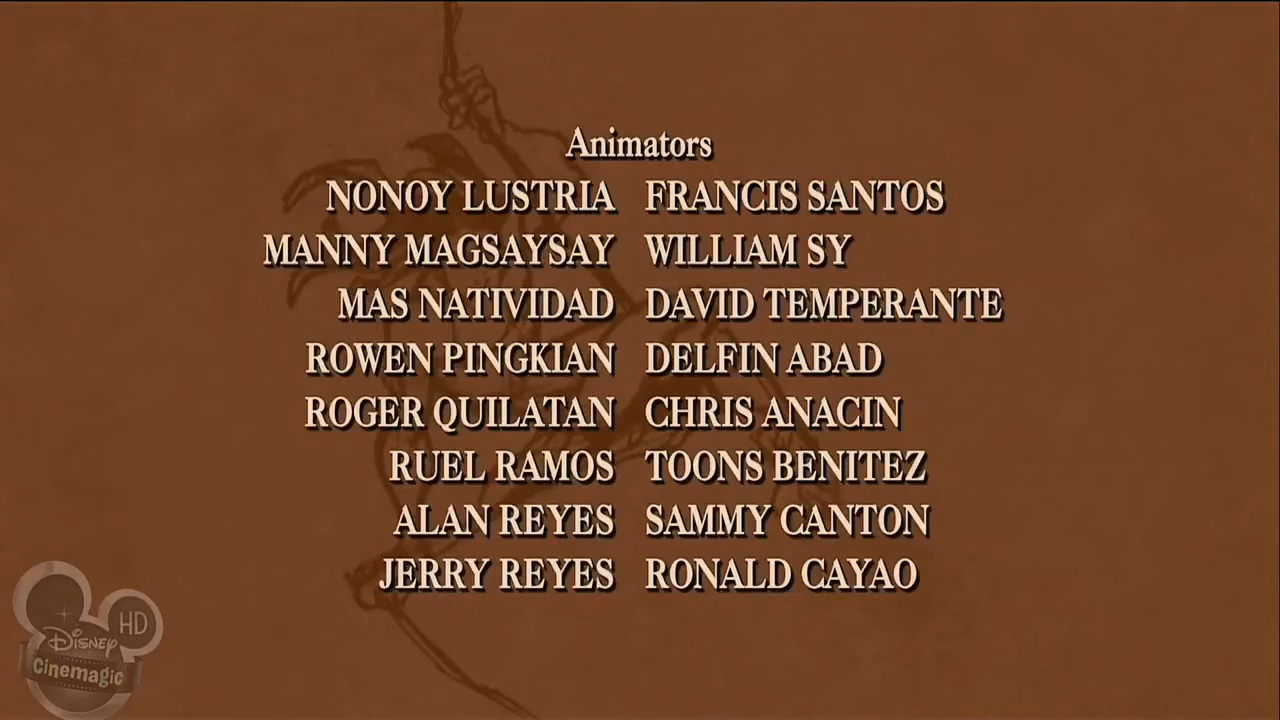 Animators
NONOY LUSTRIA FRANCIS SANTOS
MANNY MAGSAYSAY WILLIAM SY
MAS NATIVIDAD DAVID TEMPERANTE
ROWEN PINGKIAN DELFIN ABAD
ROGER QUILATAN CHRIS ANACIN
RUEL RAMOS TOONS BENITEZ
ALAN REYES SAMMY CANTON
JERRY REYES RONALD CAYAO
HD
Disney
Cinemagic